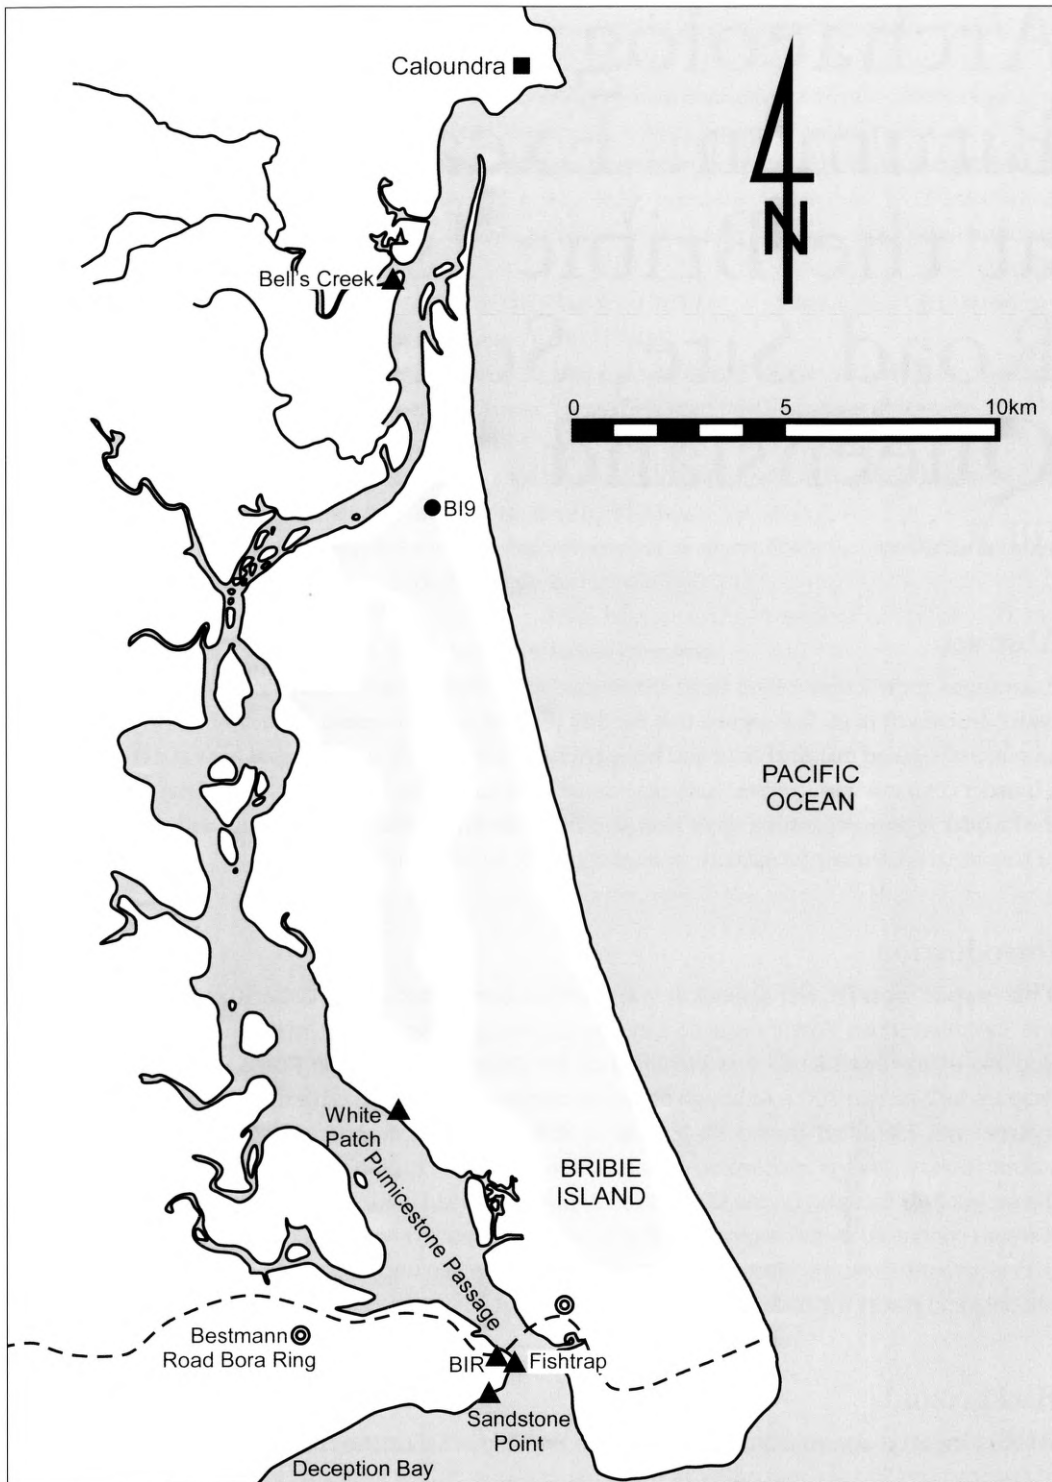 Caloundra
N
Bell's Creek
0 5 10km
BI9
PACIFIC
OCEAN
White
Patch
Pumicestone Passage
BRIBIE
ISLAND
Bestmann
Road Bora Ring
BIR
Fishtrap
Sandstone
Point
Deception Bay